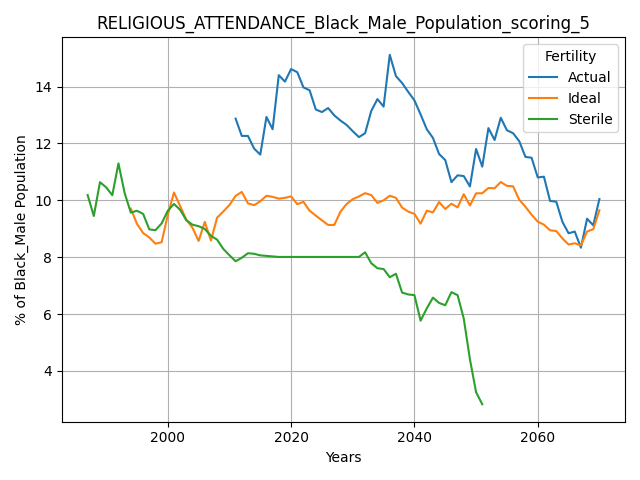 RELIGIOUS_ATTENDANCE_Black_Male_Population_scoring_5
Fertility
Actual
Ideal
Sterile
% of Black_Male Population
14
12
10
8
6
4
2000
2020
2040
2060
Years